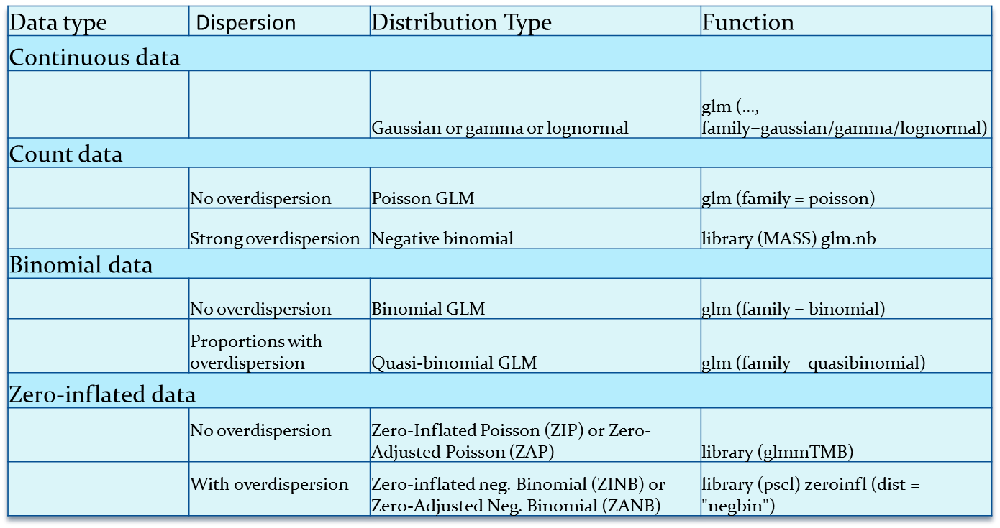 Data type Dispersion Distribution Type Function
Continuous data
glm (...,
Gaussian or gamma or lognormal family=gaussian/gamma/lognormal)
Count data
No overdispersion Poisson GLM glm (family = poisson)
Strong overdispersion Negative binomial library (MASS) glm.nb
Binomial data
No overdispersion Binomial GLM glm (family = binomial)
Proportions with
overdispersion Quasi-binomial GLM glm (family = quasibinomial)
Zero-inflated data
No overdispersion Zero-Inflated Poisson (ZIP) or Zero-
Adjusted Poisson (ZAP) library (glmmTMB)
With overdispersion Zero-inflated neg. Binomial (ZINB) or library (pscl) zeroinfl (dist =
Zero-Adjusted Neg. Binomial (ZANB) "negbin")